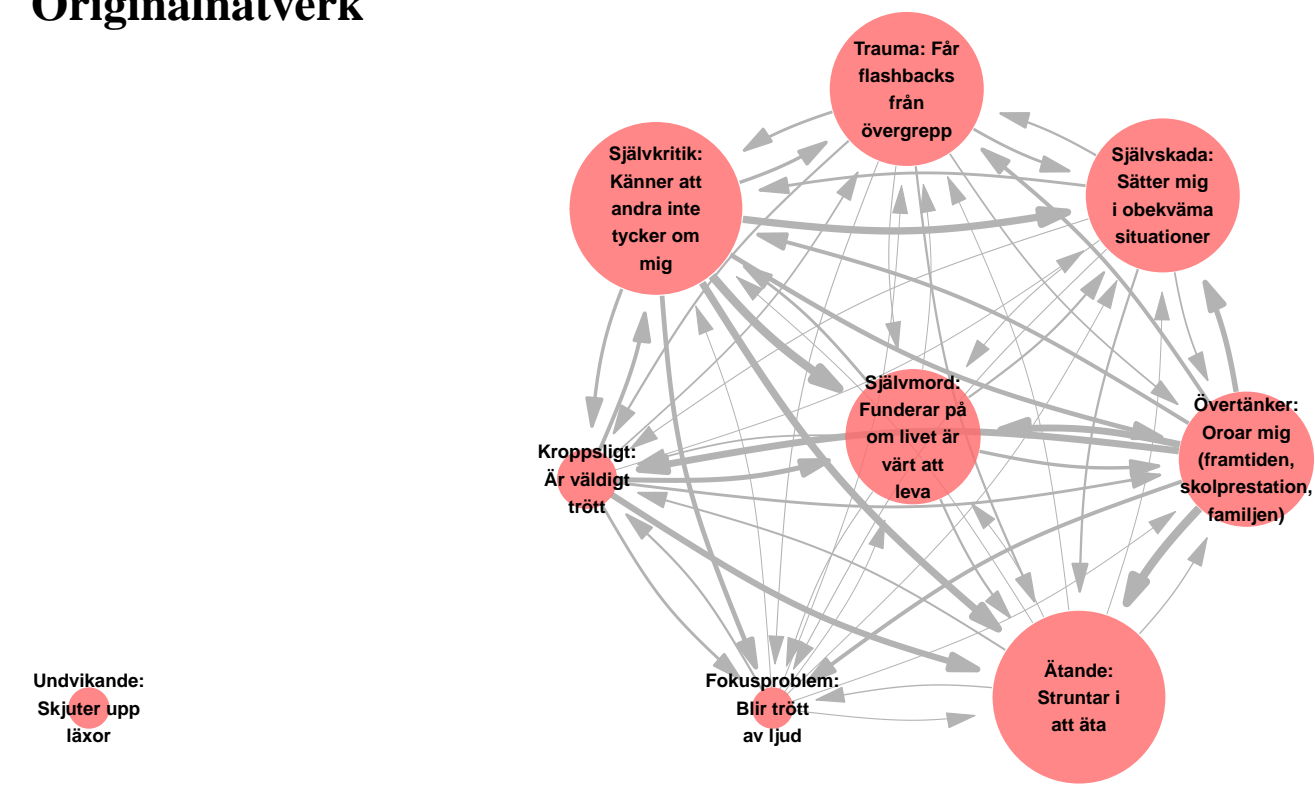 Originalnätverk
Trauma: Får
flashbacks
från
övergrepp
Självkritik:
Känner att
andra inte
tycker om
mig
Självskada:
Sätter mig
i obekväma
situationer
Självmord:
Funderar på
om livet är
värt att
leva
Övertänker:
Oroar mig
(framtiden,
skolprestation,
familjen)
Kroppsligt:
Är väldigt
trött
Fokusproblem:
Blir trött
av ljud
Ätande:
Struntar i
att äta
Undvikande:
Skjuter upp
läxor